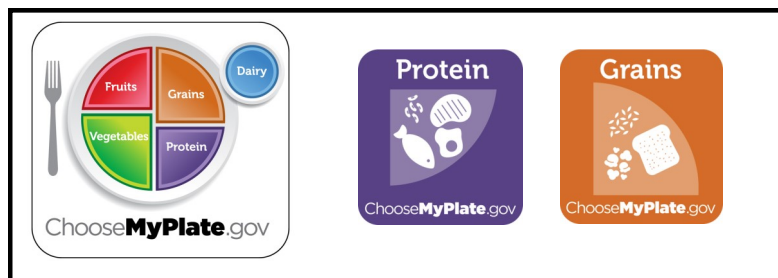 Dairy
Fruits
Grains
Vegetables
Protein
ChooseMyPlate.gov
Protein
ChooseMyPlate.gov
Grains
ChooseMyPlate.gov